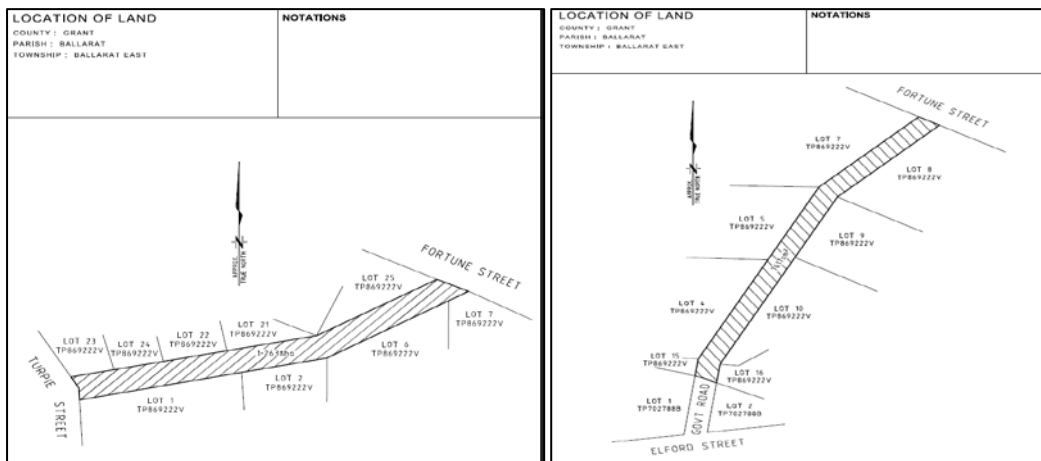 LOCATION OF LAND
COUNTY : GRANT
PARISH : BALLARAT
TOWNSHIP : BALLARAT EAST
NOTATIONS
APPROX.
TRUE NORTH
FORTUNE STREET
LOT 25
TP869222V
LOT 21
TP869222V
LOT 22
TP869222V
LOT 23
TP869222V
LOT 24
TP869222V
LOT 7
TP869222V
LOT 6
TP869222V
LOT 2
TP869222V
LOT 1
TP869222V
TURPIE
STREET
LOCATION OF LAND
COUNTY : GRANT
PARISH : BALLARAT
TOWNSHIP : BALLARAT EAST
NOTATIONS
FORTUNE STREET
TRUE NORTH
LOT 7
TP869222V
LOT 8
TP869222V
LOT 5
TP869222V
LOT 9
TP869222V
LOT 4
TP869222V
LOT 10
TP869222V
LOT 15
TP869222V
LOT 16
TP869222V
LOT 1
TP702788B
GOVT ROAD
LOT 2
TP702788B
ELFORD STREET